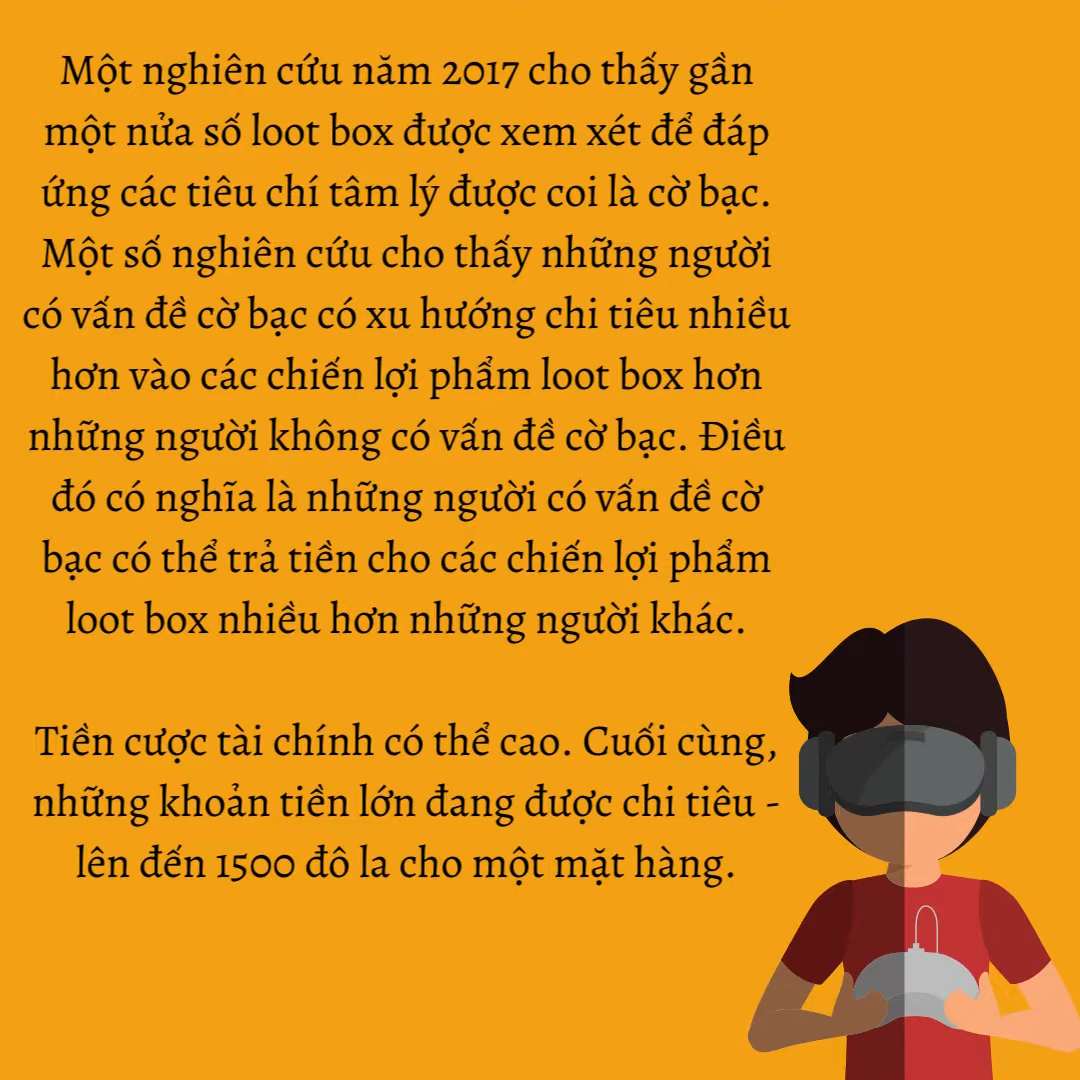 Một nghiên cứu năm 2017 cho thấy gần
một nửa số loot box được xem xét để đáp
ứng các tiêu chí tâm lý được coi là cờ bạc.
Một số nghiên cứu cho thấy những người
có vấn đề cờ bạc có xu hướng chi tiêu nhiều
hơn vào các chiến lợi phẩm loot box hơn
những người không có vấn đề cờ bạc. Điều
đó có nghĩa là những người có vấn đề cờ
bạc có thể trả tiền cho các chiến lợi phẩm
loot box nhiều hơn những người khác.
Tiền cược tài chính có thể cao. Cuối cùng,
những khoản tiền lớn đang được chi tiêu -
lên đến 1500 đô la cho một mặt hàng.